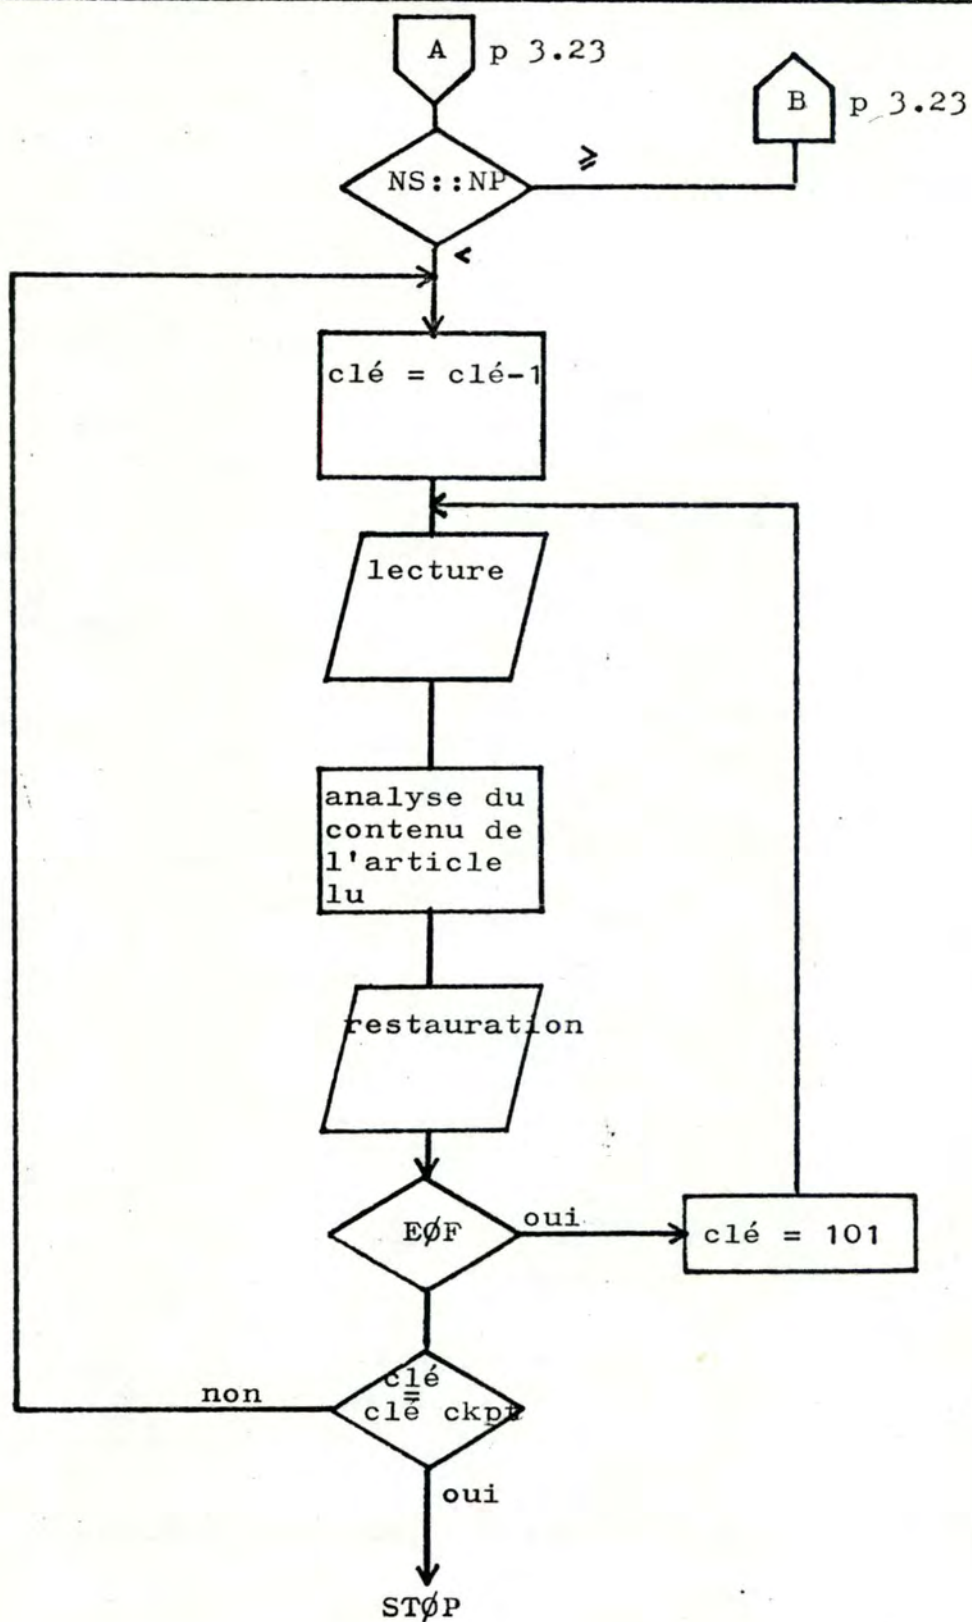 A p 3.23
B p 3.23
NS::NP
≥
<
clé = clé-1
lecture
analyse du
contenu de
l'article
lu
restauration
EØF
oui
clé = 101
clé
=
clé ckpt
non
oui
STØP